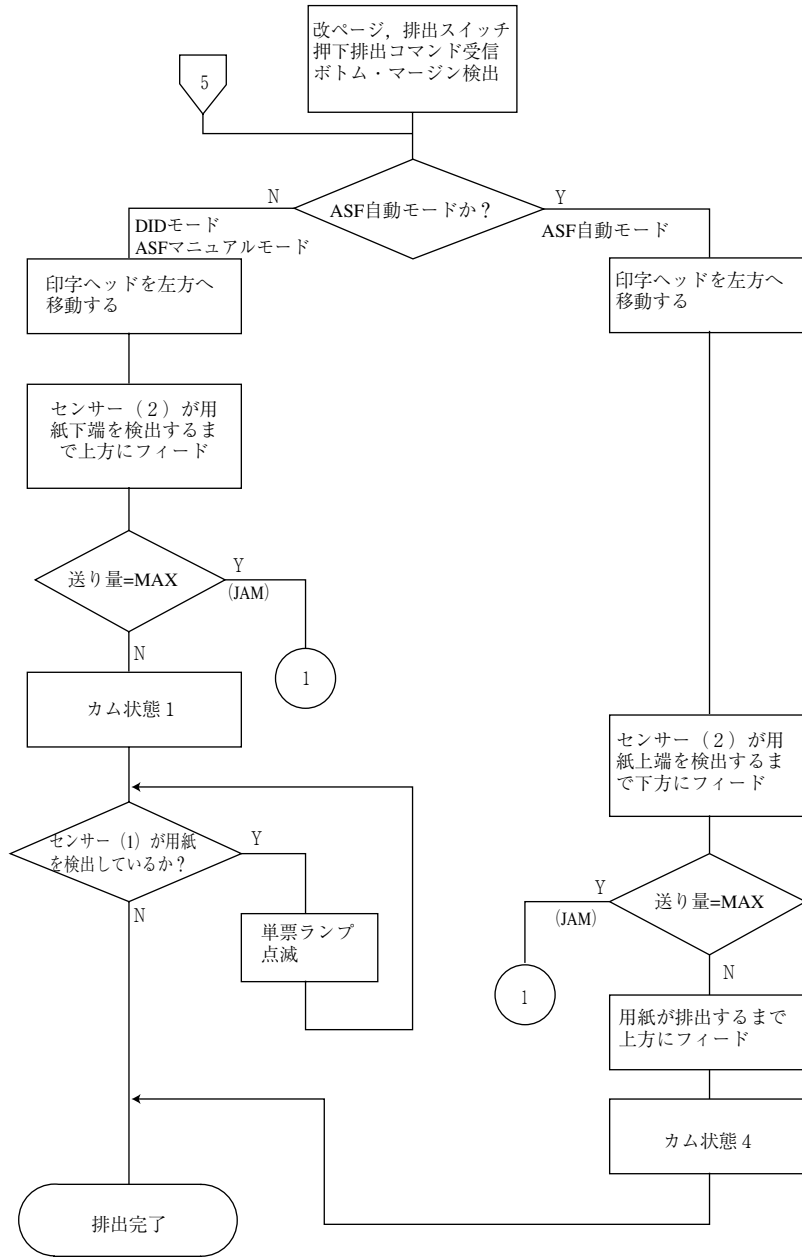 改ページ，排出スイッチ
押下排出コマンド受信
ボトム・マージン検出
5
ASF自動モードか？
N
DIDモード
ASFマニュアルモード
Y
ASF自動モード
印字ヘッドを左方へ
移動する
印字ヘッドを左方へ
移動する
センサー（２）が用
紙下端を検出するま
で上方にフィード
送り量=MAX
Y
(JAM)
1
N
カム状態１
センサー（1）が用紙
を検出しているか？
Y
N
単票ランプ
点滅
センサー（２）が用
紙上端を検出するま
で下方にフィード
送り量=MAX
Y
(JAM)
1
N
用紙が排出するまで
上方にフィード
カム状態４
排出完了